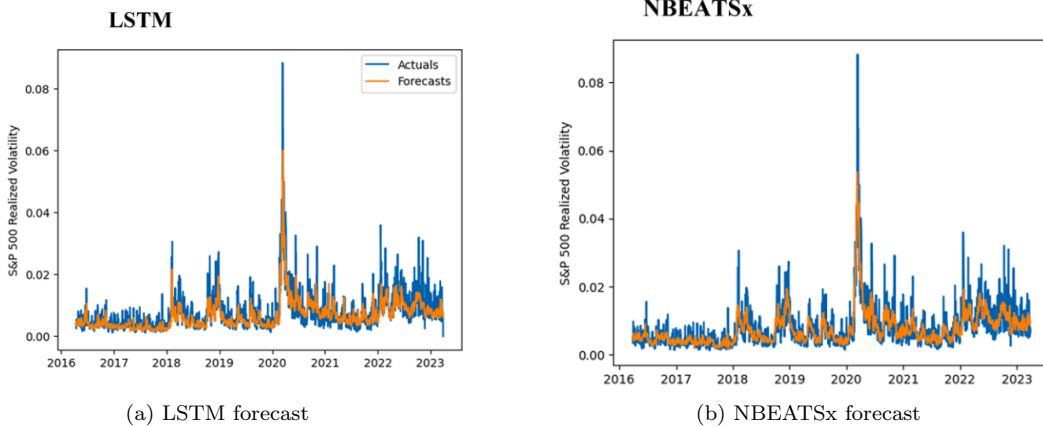 LSTM
NBEATSx
Actuals
Forecasts
S&P 500 Realized Volatility
0.08
0.06
0.04
0.02
0.00
2016 2017 2018 2019 2020 2021 2022 2023
S&P 500 Realized Volatility
0.08
0.06
0.04
0.02
0.00
2016 2017 2018 2019 2020 2021 2022 2023
(a) LSTM forecast
(b) NBEATSx forecast